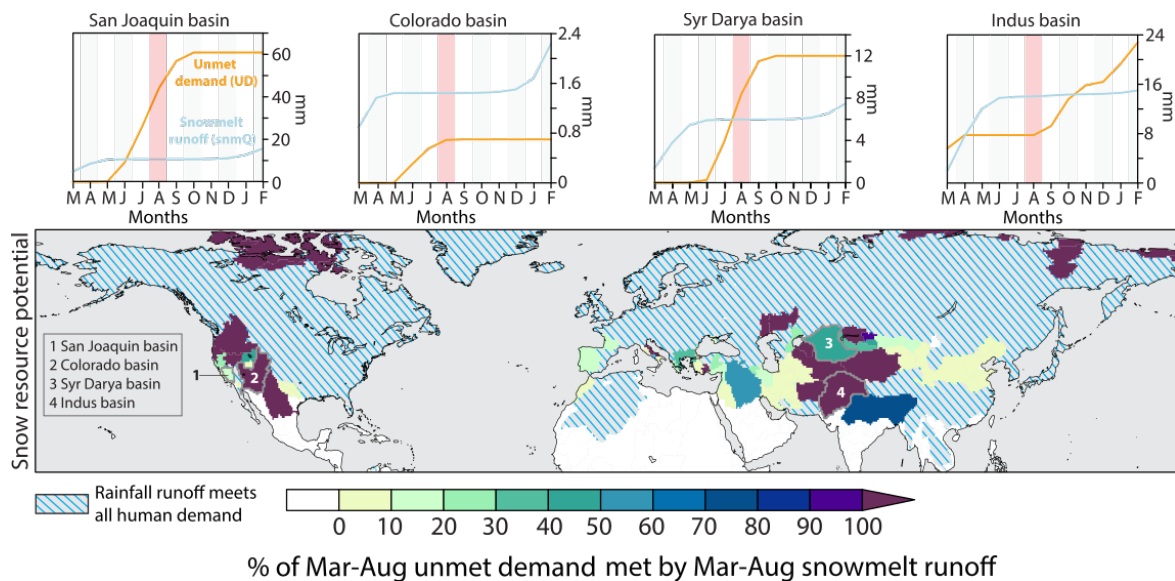 San Joaquin basin
Colorado basin
Syr Darya basin
Indus basin
60
40
20
0
mm
Unmet
demand (UD)
Snowmelt
runoff (snmQ)
M A M J J A S O N D J F
Months
2.4
1.6
0.8
0
mm
M A M J J A S O N D J F
Months
12
8
4
0
mm
M A M J J A S O N D J F
Months
24
16
8
0
mm
M A M J J A S O N D J F
Months
Snow resource potential
1 San Joaquin basin
2 Colorado basin
3 Syr Darya basin
4 Indus basin
1
2
3
4
Rainfall runoff meets
all human demand
0 10 20 30 40 50 60 70 80 90 100
% of Mar-Aug unmet demand met by Mar-Aug snowmelt runoff